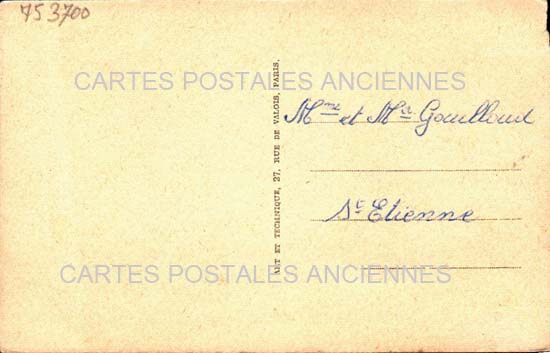 753700
CARTES POSTALES ANCIENNES
Mme et Mr Gouilloud
St Etienne
ART ET TECHNIQUE, 27, RUE DE VALOIS, PARIS.
CARTES POSTALES ANCIENNES